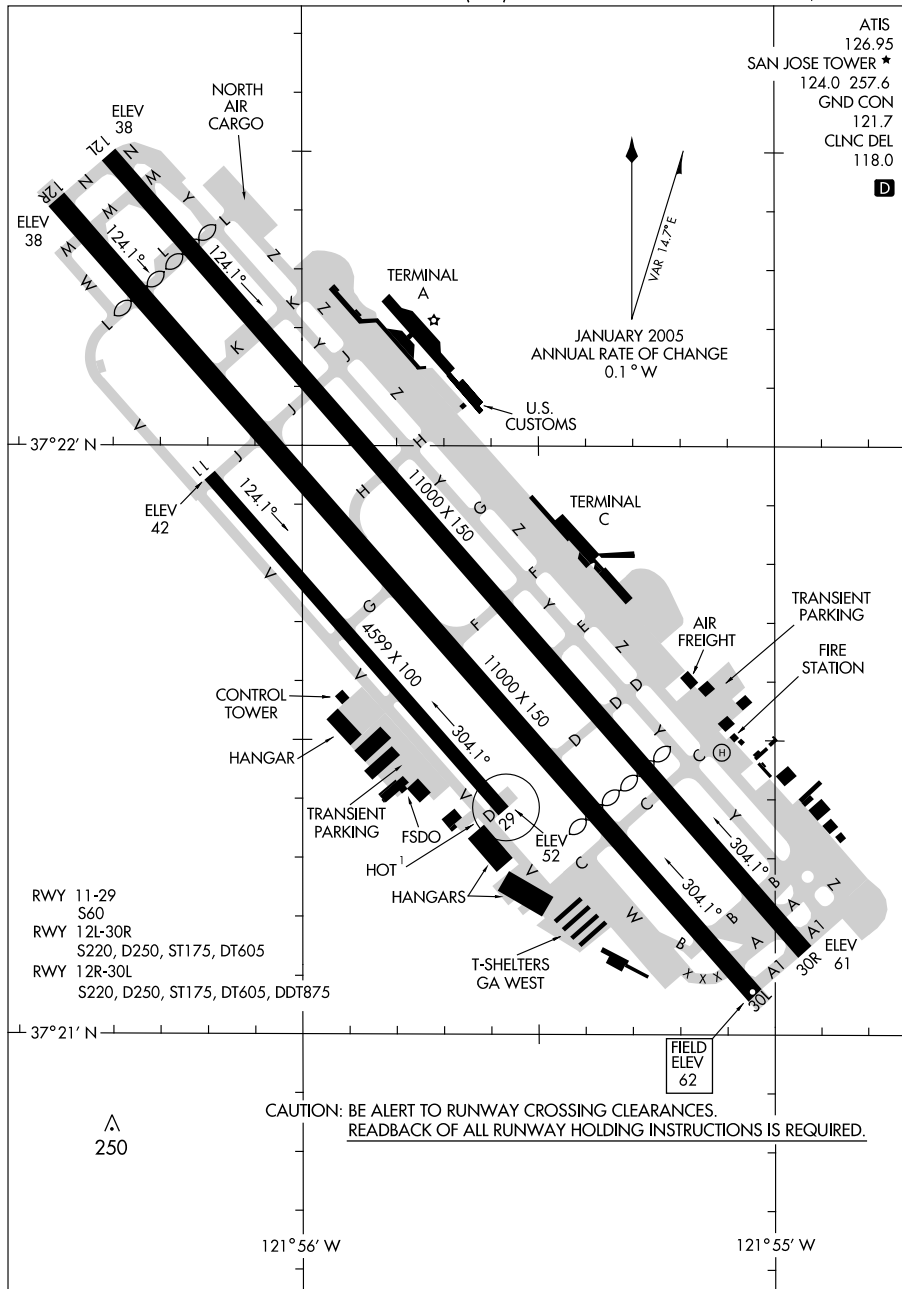 ATIS
126.95
SAN JOSE TOWER ★
124.0 257.6
GND CON
121.7
CLNC DEL
118.0
D
NORTH
AIR
CARGO
ELEV
38
12L
12R
ELEV
38
N
N
N
W
W
W
W
W
Y
L
L
L
Z
124.1°
124.1°
VAR 14.7° E
JANUARY 2005
ANNUAL RATE OF CHANGE
0.1° W
TERMINAL
A
U.S.
CUSTOMS
K
K
Z
Y
J
J
J
Z
V
37°22' N
H
H
Y
G
Z
11
ELEV
42
124.1°
11000 X 150
TERMINAL
C
V
G
F
F
Y
E
Z
4599 X 100
11000 X 150
TRANSIENT
PARKING
AIR
FREIGHT
FIRE
STATION
CONTROL
TOWER
V
HANGAR
304.1°
D
D
D
Y
C
H
TRANSIENT
PARKING
FSDO
V
D
29
ELEV
52
HOT 1
HANGARS
C
C
V
W
Y
304.1°
304.1°
B
B
B
A
A
Z
A1
A1
X X X
30R
ELEV
61
30L
T-SHELTERS
GA WEST
RWY 11-29
S60
RWY 12L-30R
S220, D250, ST175, DT605
RWY 12R-30L
S220, D250, ST175, DT605, DDT875
37°21' N
FIELD
ELEV
62
CAUTION: BE ALERT TO RUNWAY CROSSING CLEARANCES.
READBACK OF ALL RUNWAY HOLDING INSTRUCTIONS IS REQUIRED.
250
121°56' W
121°55' W